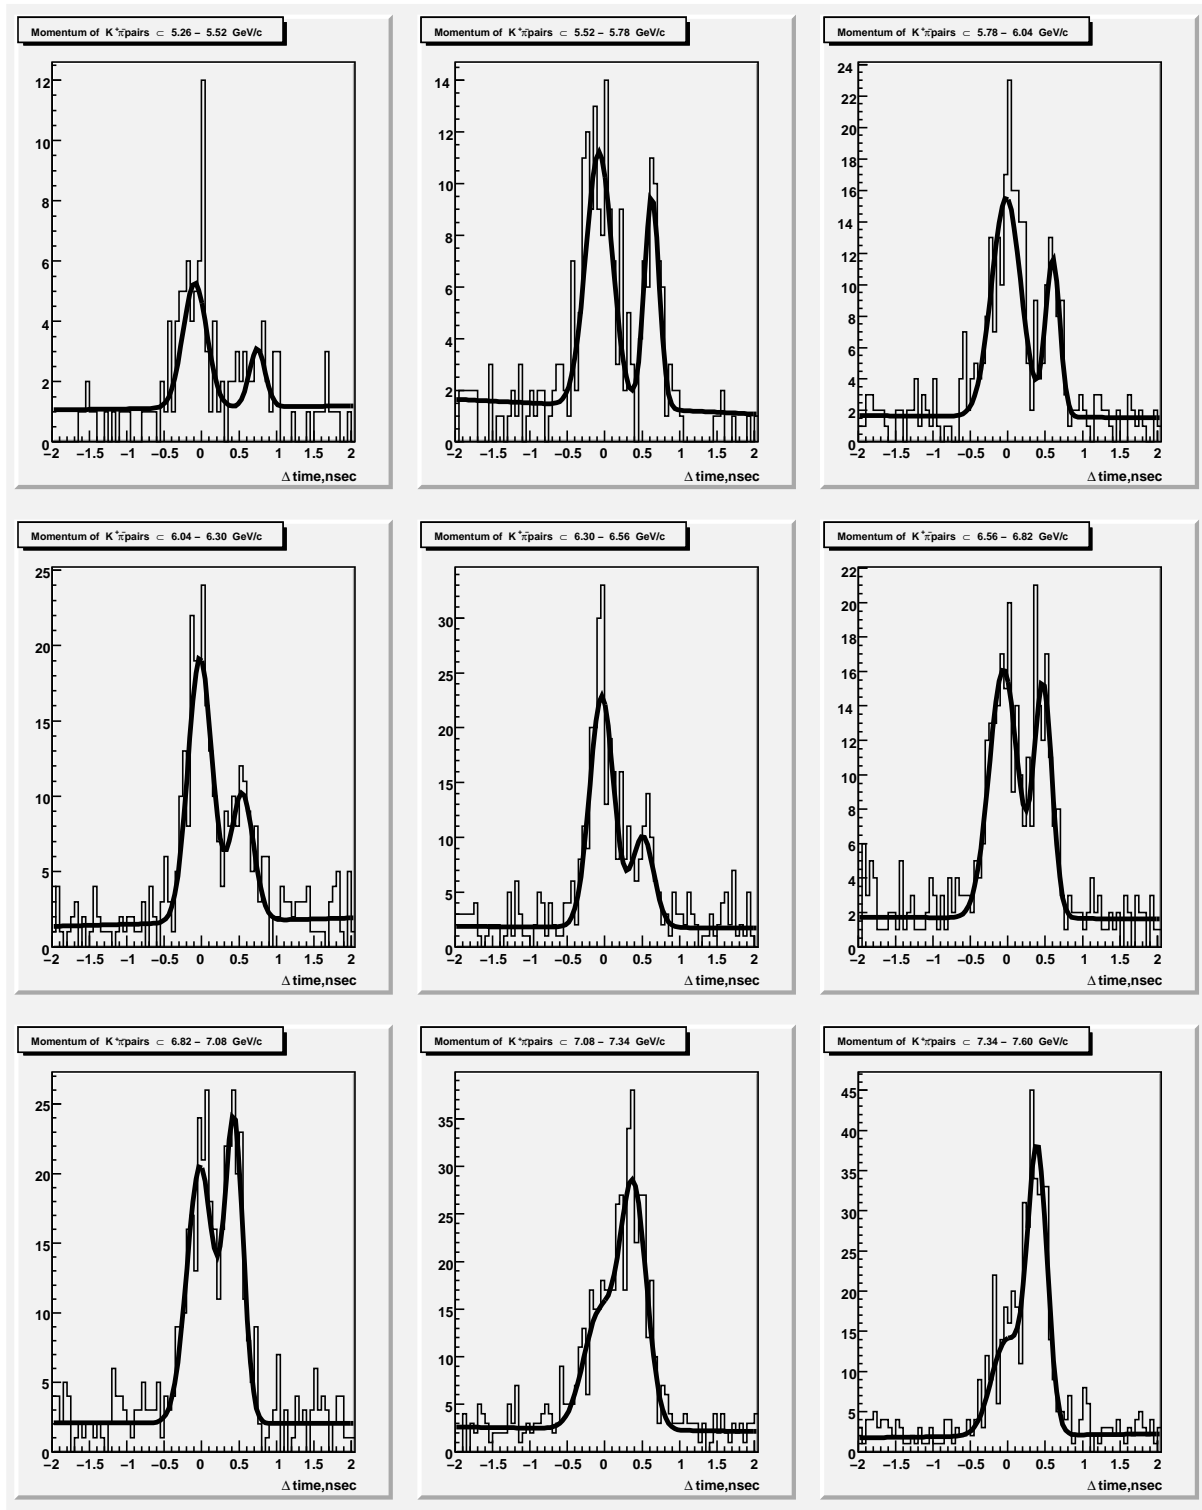 Momentum of K⁺π⁻pairs ⊂ 5.26 – 5.52 GeV/c
12
10
8
6
4
2
0
−2 −1.5 −1 −0.5 0 0.5 1 1.5 2
Δ time,nsec
Momentum of K⁺π⁻pairs ⊂ 5.52 – 5.78 GeV/c
14
12
10
8
6
4
2
0
−2 −1.5 −1 −0.5 0 0.5 1 1.5 2
Δ time,nsec
Momentum of K⁺π⁻pairs ⊂ 5.78 – 6.04 GeV/c
24
22
20
18
16
14
12
10
8
6
4
2
0
−2 −1.5 −1 −0.5 0 0.5 1 1.5 2
Δ time,nsec
Momentum of K⁺π⁻pairs ⊂ 6.04 – 6.30 GeV/c
25
20
15
10
5
0
−2 −1.5 −1 −0.5 0 0.5 1 1.5 2
Δ time,nsec
Momentum of K⁺π⁻pairs ⊂ 6.30 – 6.56 GeV/c
30
25
20
15
10
5
0
−2 −1.5 −1 −0.5 0 0.5 1 1.5 2
Δ time,nsec
Momentum of K⁺π⁻pairs ⊂ 6.56 – 6.82 GeV/c
22
20
18
16
14
12
10
8
6
4
2
0
−2 −1.5 −1 −0.5 0 0.5 1 1.5 2
Δ time,nsec
Momentum of K⁺π⁻pairs ⊂ 6.82 – 7.08 GeV/c
25
20
15
10
5
0
−2 −1.5 −1 −0.5 0 0.5 1 1.5 2
Δ time,nsec
Momentum of K⁺π⁻pairs ⊂ 7.08 – 7.34 GeV/c
35
30
25
20
15
10
5
0
−2 −1.5 −1 −0.5 0 0.5 1 1.5 2
Δ time,nsec
Momentum of K⁺π⁻pairs ⊂ 7.34 – 7.60 GeV/c
45
40
35
30
25
20
15
10
5
0
−2 −1.5 −1 −0.5 0 0.5 1 1.5 2
Δ time,nsec